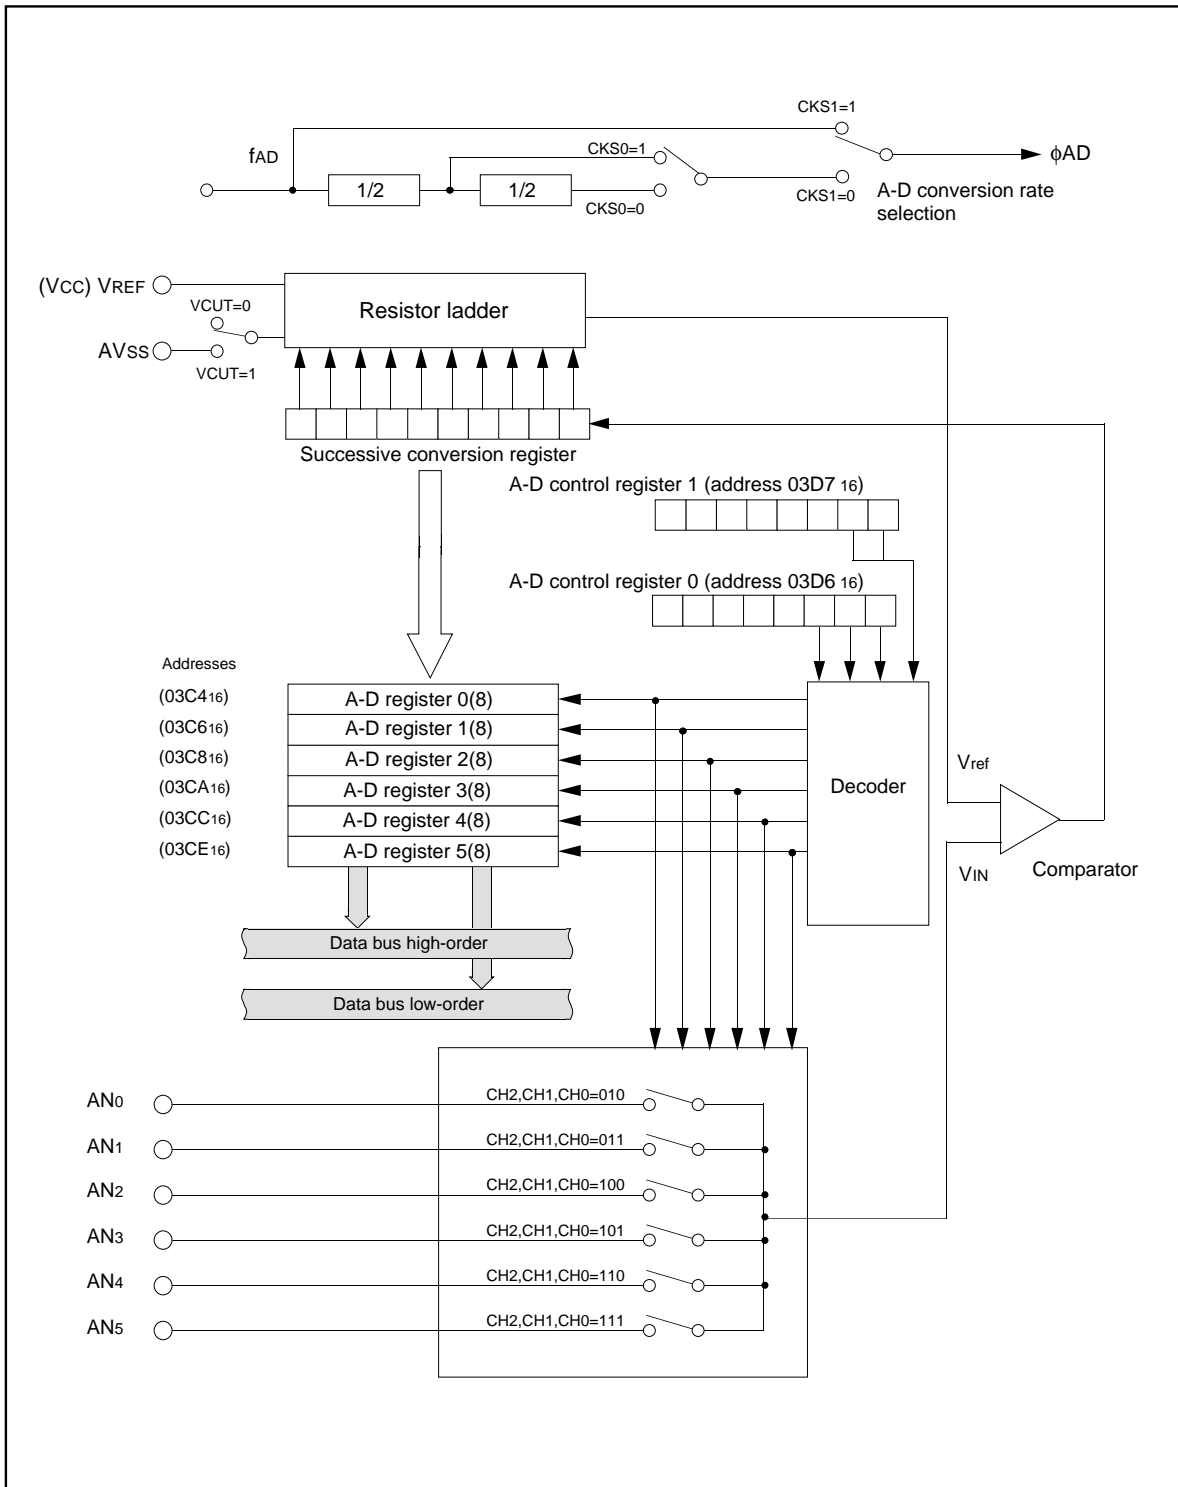 CKS1=1
fAD
CKS0=1
ϕAD
1/2
1/2
CKS0=0
CKS1=0
A-D conversion rate
selection
(VCC) VREF
VCUT=0
Resistor ladder
AVSS
VCUT=1
Successive conversion register
A-D control register 1 (address 03D7 16)
A-D control register 0 (address 03D6 16)
Addresses
(03C416)
A-D register 0(8)
(03C616)
A-D register 1(8)
(03C816)
A-D register 2(8)
(03CA16)
A-D register 3(8)
(03CC16)
A-D register 4(8)
(03CE16)
A-D register 5(8)
Decoder
Vref
VIN
Comparator
Data bus high-order
Data bus low-order
AN0
CH2,CH1,CH0=010
AN1
CH2,CH1,CH0=011
AN2
CH2,CH1,CH0=100
AN3
CH2,CH1,CH0=101
AN4
CH2,CH1,CH0=110
AN5
CH2,CH1,CH0=111